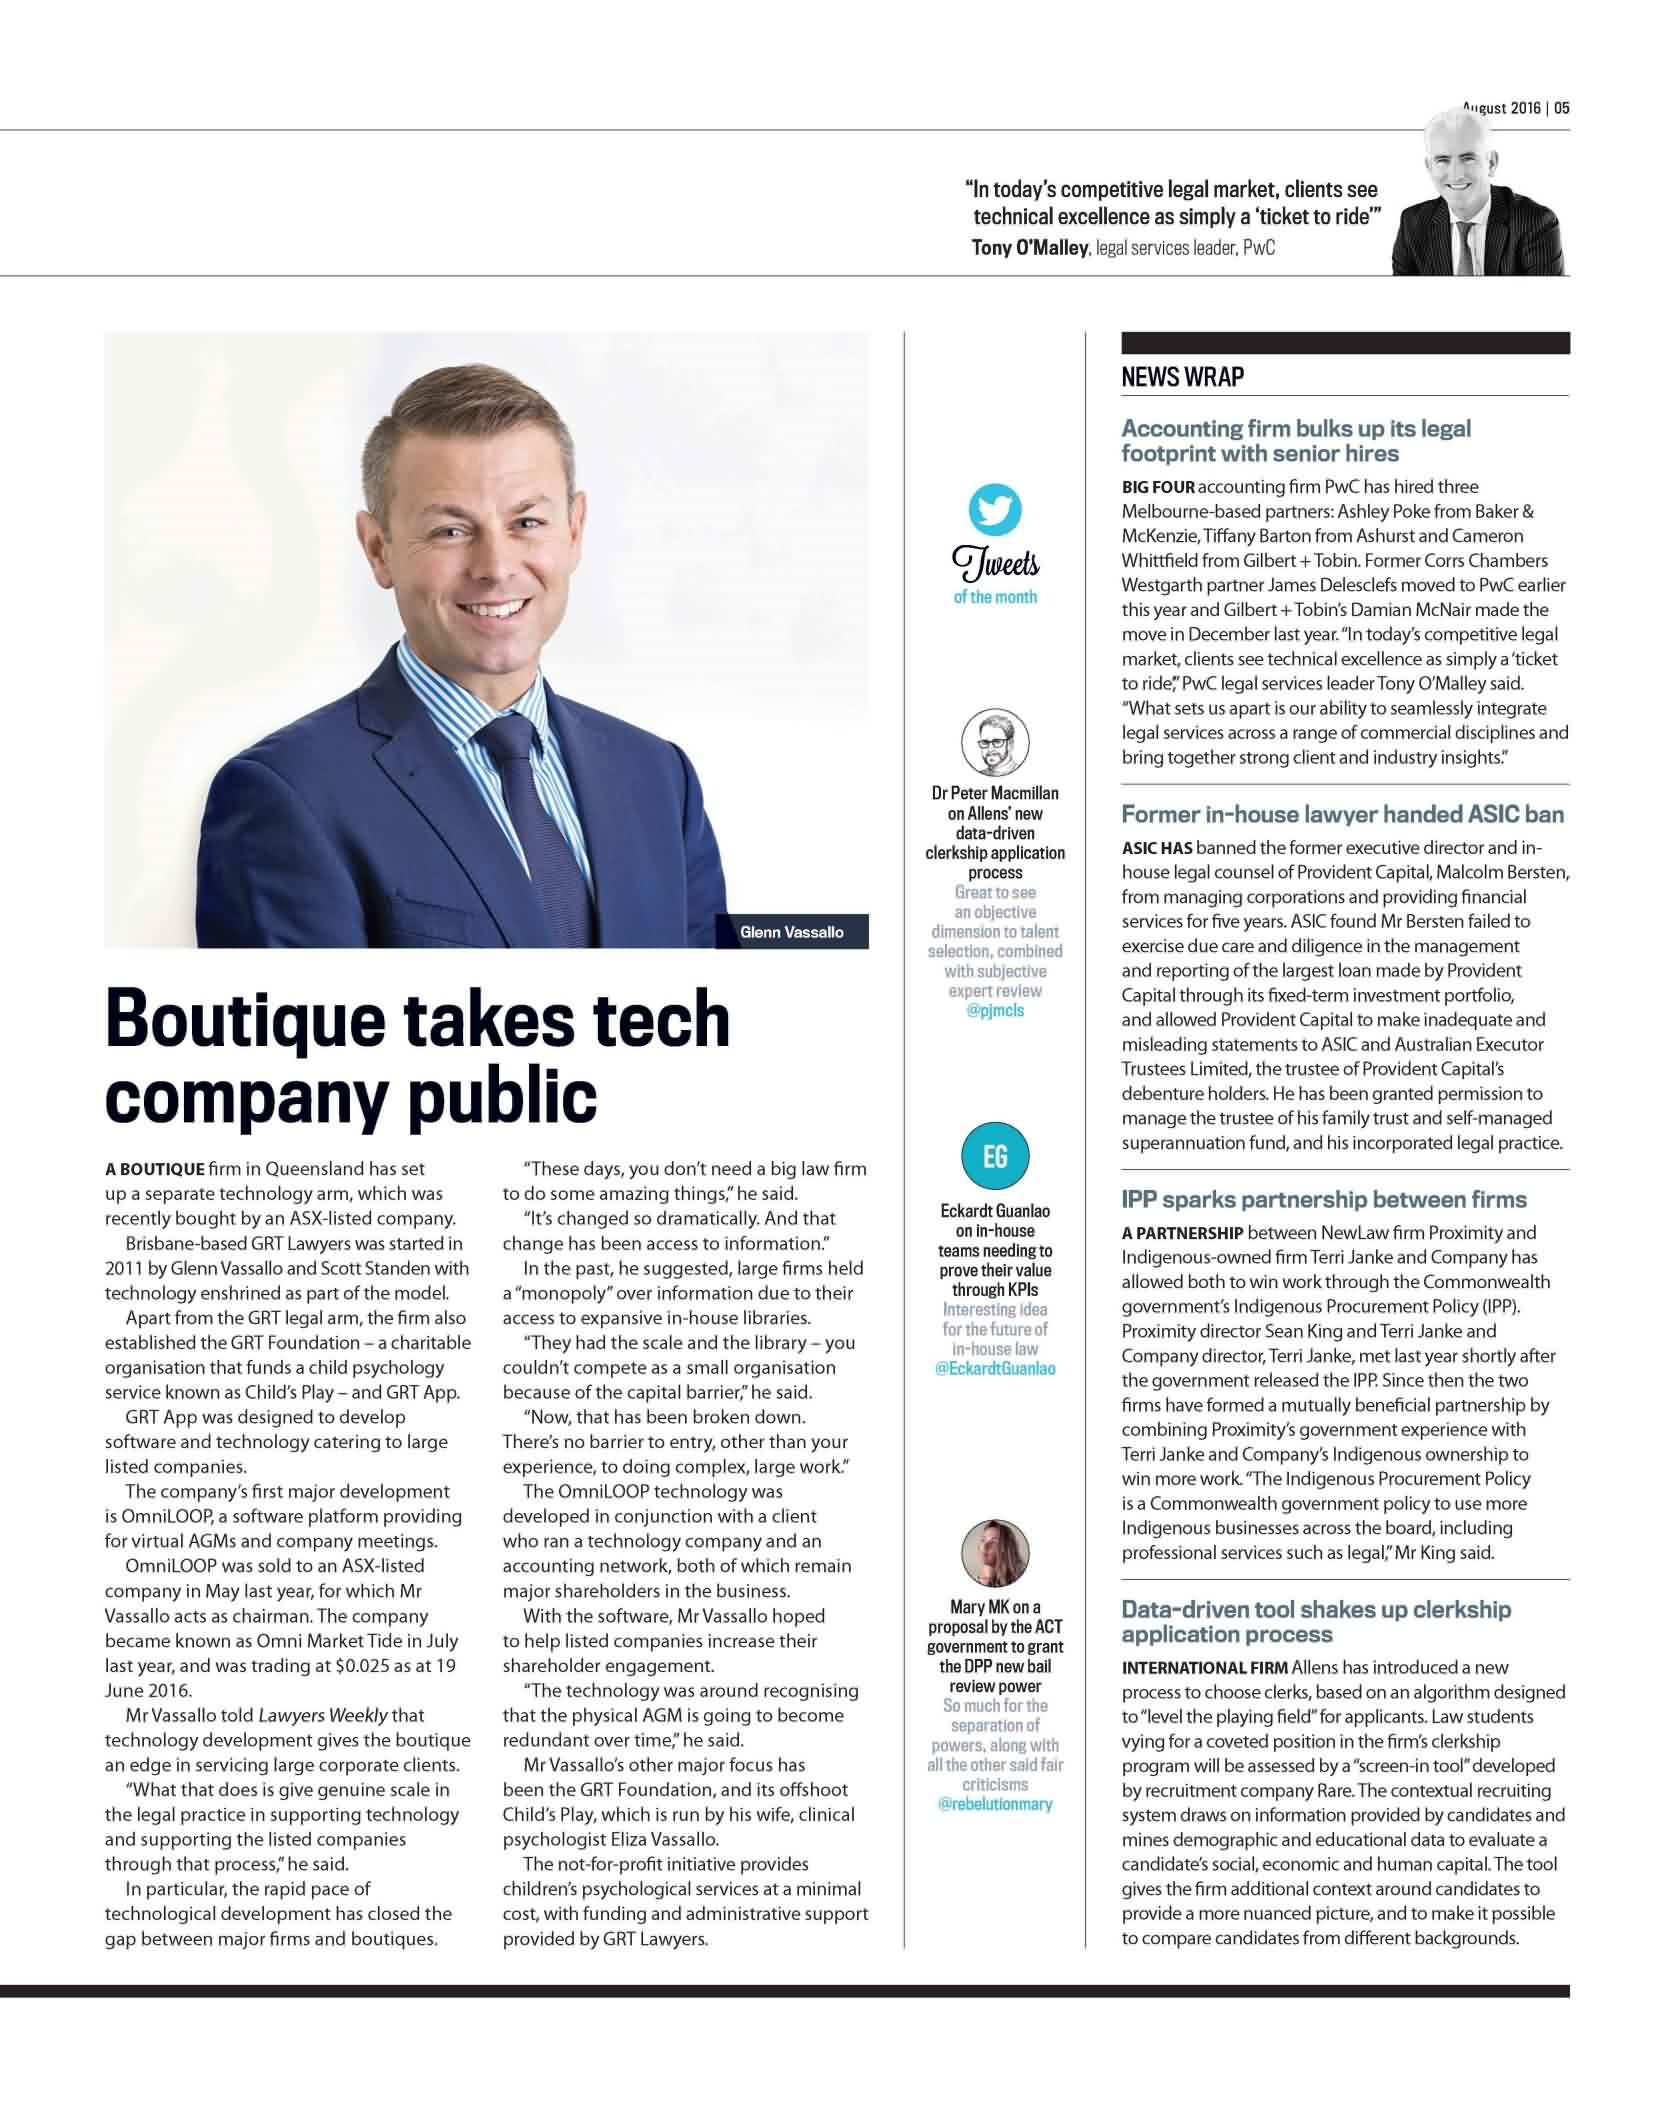 August 2016 | 05
“In today’s competitive legal market, clients see
technical excellence as simply a ‘ticket to ride’”
Tony O’Malley, legal services leader, PwC
Glenn Vassallo
Boutique takes tech
company public
A BOUTIQUE firm in Queensland has set
up a separate technology arm, which was
recently bought by an ASX-listed company.
Brisbane-based GRT Lawyers was started in
2011 by Glenn Vassallo and Scott Standen with
technology enshrined as part of the model.
Apart from the GRT legal arm, the firm also
established the GRT Foundation – a charitable
organisation that funds a child psychology
service known as Child’s Play – and GRT App.
GRT App was designed to develop
software and technology catering to large
listed companies.
The company’s first major development
is OmniLOOP, a software platform providing
for virtual AGMs and company meetings.
OmniLOOP was sold to an ASX-listed
company in May last year, for which Mr
Vassallo acts as chairman. The company
became known as Omni Market Tide in July
last year, and was trading at $0.025 as at 19
June 2016.
Mr Vassallo told Lawyers Weekly that
technology development gives the boutique
an edge in servicing large corporate clients.
“What that does is give genuine scale in
the legal practice in supporting technology
and supporting the listed companies
through that process,” he said.
In particular, the rapid pace of
technological development has closed the
gap between major firms and boutiques.
“These days, you don’t need a big law firm
to do some amazing things,” he said.
“It’s changed so dramatically. And that
change has been access to information.”
In the past, he suggested, large firms held
a “monopoly” over information due to their
access to expansive in-house libraries.
“They had the scale and the library – you
couldn’t compete as a small organisation
because of the capital barrier,” he said.
“Now, that has been broken down.
There’s no barrier to entry, other than your
experience, to doing complex, large work.”
The OmniLOOP technology was
developed in conjunction with a client
who ran a technology company and an
accounting network, both of which remain
major shareholders in the business.
With the software, Mr Vassallo hoped
to help listed companies increase their
shareholder engagement.
“The technology was around recognising
that the physical AGM is going to become
redundant over time,” he said.
Mr Vassallo’s other major focus has
been the GRT Foundation, and its offshoot
Child’s Play, which is run by his wife, clinical
psychologist Eliza Vassallo.
The not-for-profit initiative provides
children’s psychological services at a minimal
cost, with funding and administrative support
provided by GRT Lawyers.
Tweets
of the month
Dr Peter Macmillan
on Allens’ new
data-driven
clerkship application
process
Great to see
an objective
dimension to talent
selection, combined
with subjective
expert review
@pjmcls
EG
Eckardt Guanlao
on in-house
teams needing to
prove their value
through KPIs
Interesting idea
for the future of
in-house law
@EckardtGuanlao
Mary MK on a
proposal by the ACT
government to grant
the DPP new bail
review power
So much for the
separation of
powers, along with
all the other said fair
criticisms
@rebelutionmary
NEWS WRAP
Accounting firm bulks up its legal
footprint with senior hires
BIG FOUR accounting firm PwC has hired three
Melbourne-based partners: Ashley Poke from Baker &
McKenzie, Tiffany Barton from Ashurst and Cameron
Whittfield from Gilbert + Tobin. Former Corrs Chambers
Westgarth partner James Delesclefs moved to PwC earlier
this year and Gilbert + Tobin’s Damian McNair made the
move in December last year. “In today’s competitive legal
market, clients see technical excellence as simply a ‘ticket
to ride’,” PwC legal services leader Tony O’Malley said.
“What sets us apart is our ability to seamlessly integrate
legal services across a range of commercial disciplines and
bring together strong client and industry insights.”
Former in-house lawyer handed ASIC ban
ASIC HAS banned the former executive director and in-
house legal counsel of Provident Capital, Malcolm Bersten,
from managing corporations and providing financial
services for five years. ASIC found Mr Bersten failed to
exercise due care and diligence in the management
and reporting of the largest loan made by Provident
Capital through its fixed-term investment portfolio,
and allowed Provident Capital to make inadequate and
misleading statements to ASIC and Australian Executor
Trustees Limited, the trustee of Provident Capital’s
debenture holders. He has been granted permission to
manage the trustee of his family trust and self-managed
superannuation fund, and his incorporated legal practice.
IPP sparks partnership between firms
A PARTNERSHIP between NewLaw firm Proximity and
Indigenous-owned firm Terri Janke and Company has
allowed both to win work through the Commonwealth
government’s Indigenous Procurement Policy (IPP).
Proximity director Sean King and Terri Janke and
Company director, Terri Janke, met last year shortly after
the government released the IPP. Since then the two
firms have formed a mutually beneficial partnership by
combining Proximity’s government experience with
Terri Janke and Company’s Indigenous ownership to
win more work. “The Indigenous Procurement Policy
is a Commonwealth government policy to use more
Indigenous businesses across the board, including
professional services such as legal,” Mr King said.
Data-driven tool shakes up clerkship
application process
INTERNATIONAL FIRM Allens has introduced a new
process to choose clerks, based on an algorithm designed
to “level the playing field” for applicants. Law students
vying for a coveted position in the firm’s clerkship
program will be assessed by a “screen-in tool” developed
by recruitment company Rare. The contextual recruiting
system draws on information provided by candidates and
mines demographic and educational data to evaluate a
candidate’s social, economic and human capital. The tool
gives the firm additional context around candidates to
provide a more nuanced picture, and to make it possible
to compare candidates from different backgrounds.